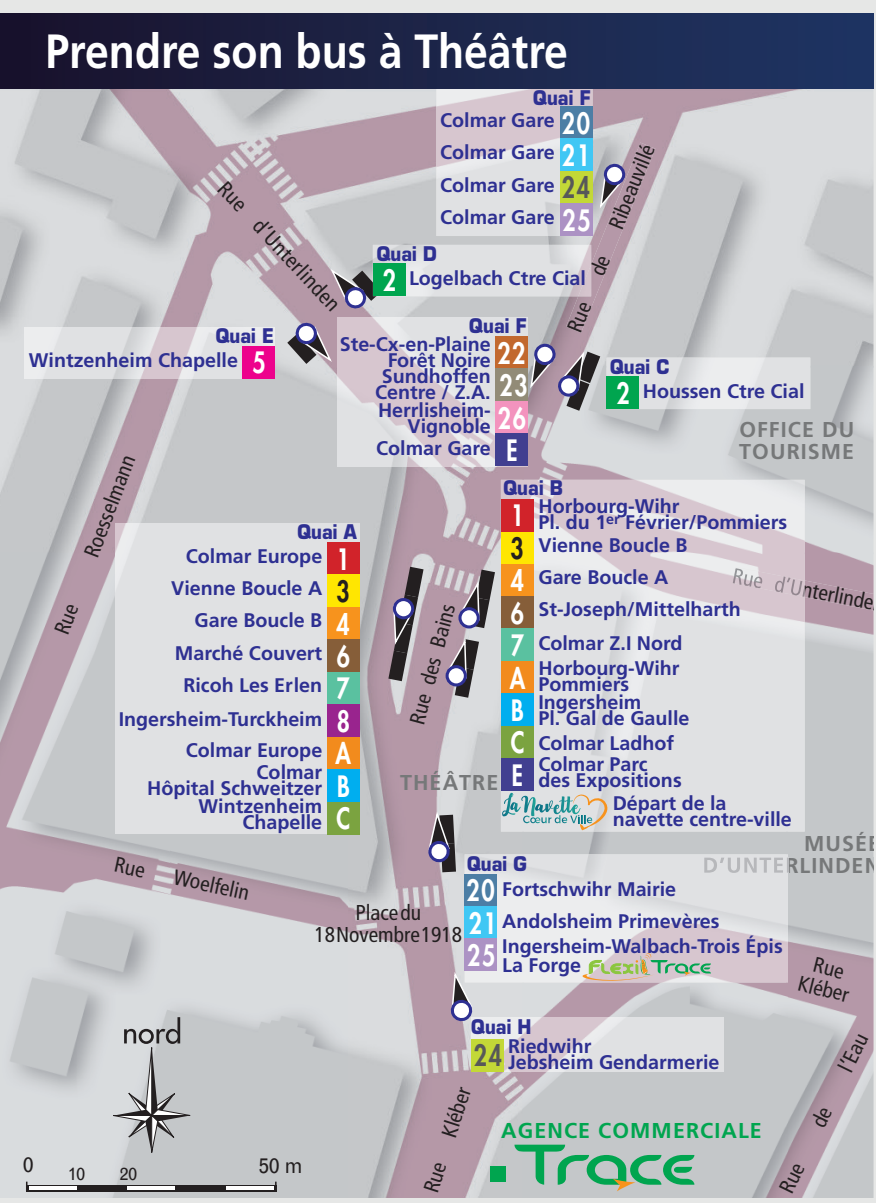 Prendre son bus à Théâtre
Quai F
Colmar Gare 20
Colmar Gare 21
Colmar Gare 24
Colmar Gare 25
Rue de Ribeauvillé
Rue d'Unterlinden
Quai D
2 Logelbach Ctre Cial
Quai E
Wintzenheim Chapelle 5
Quai F
Ste-Cx-en-Plaine
Forêt Noire 22
Sundhoffen
Centre / Z.A. 23
Herrlisheim-
Vignoble 26
Colmar Gare E
Quai C
2 Houssen Ctre Cial
OFFICE DU
TOURISME
Rue Roesselmann
Quai A
Colmar Europe 1
Vienne Boucle A 3
Gare Boucle B 4
Marché Couvert 6
Ricoh Les Erlen 7
Ingersheim-Turckheim 8
Colmar Europe A
Colmar
Hôpital Schweitzer B
Wintzenheim
Chapelle C
Rue des Bains
Quai B
1 Horbourg-Wihr
Pl. du 1er Février/Pommiers
3 Vienne Boucle B
4 Gare Boucle A
6 St-Joseph/Mittelharth
7 Colmar Z.I Nord
A Horbourg-Wihr
Pommiers
B Ingersheim
Pl. Gal de Gaulle
C Colmar Ladhof
E Colmar Parc
des Expositions
La Navette
Cœur de Ville
Départ de la
navette centre-ville
Rue d'Unterlinden
THÉÂTRE
MUSÉE
D'UNTERLINDEN
Rue Woelfelin
Place du
18 Novembre 1918
Quai G
20 Fortschwihr Mairie
21 Andolsheim Primevères
25 Ingersheim-Walbach-Trois Épis
La Forge Flexi Trace
Rue
Kléber
Quai H
24 Riedwihr
Jebsheim Gendarmerie
Rue Kléber
Rue de l'Eau
nord
0 10 20 50 m
AGENCE COMMERCIALE
Trace